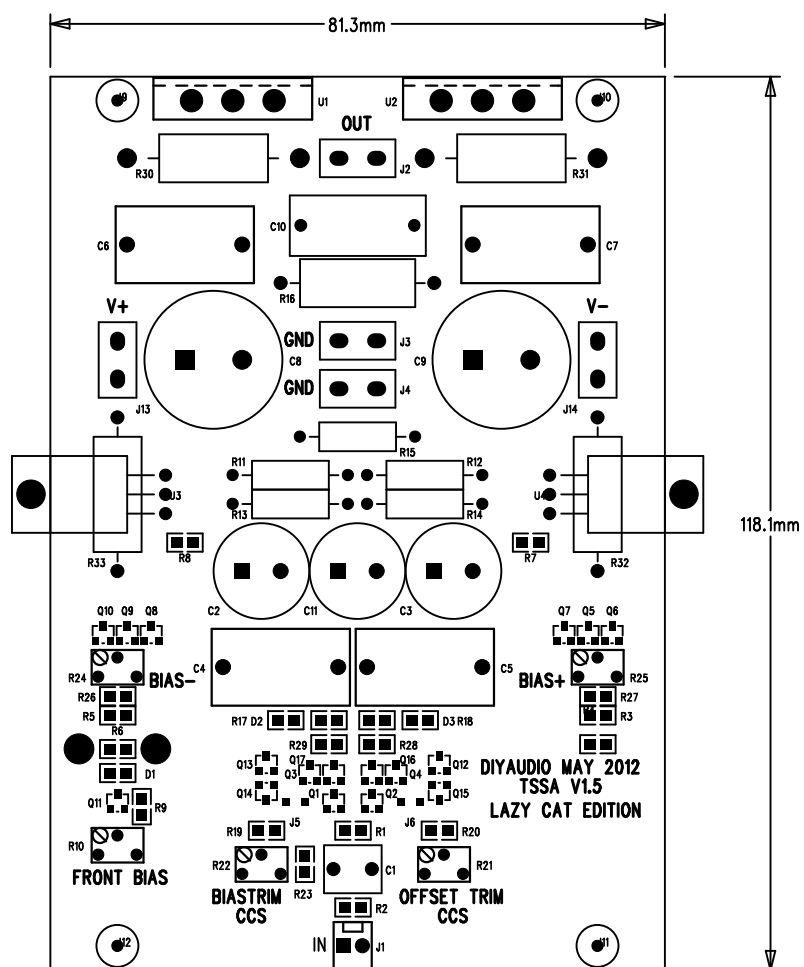 81.3mm
J9
U1
U2
J10
OUT
R30
J2
R31
C6
C10
C7
R16
V+
V-
GND
J3
C8
C9
GND
J4
J13
J14
R15
R11
R12
U3
U4
R13
R14
118.1mm
R33
R8
R7
R32
C2
C11
C3
Q10
Q9
Q8
Q7
Q5
Q6
C4
C5
R24
BIAS-
BIAS+
R25
R26
R27
R5
R17
D2
D3
R18
R3
R6
R29
R28
Q13
Q17
Q16
Q12
DIYAUDIO MAY 2012
D1
Q3
Q4
TSSA V1.5
Q11
Q14
Q1
Q2
Q15
R9
LAZY CAT EDITION
J5
J6
R10
R19
R1
R20
R22
R21
C1
FRONT BIAS
R23
BIASTRIM
CCS
OFFSET TRIM
CCS
R2
J12
IN
J1
J11